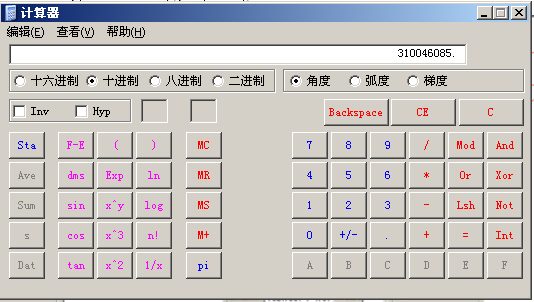 计算器
编辑(E) 查看(V) 帮助(H)
310046085.
十六进制 十进制 八进制 二进制 角度 弧度 梯度
Inv Hyp Backspace CE C
Sta F-E ( ) MC 7 8 9 / Mod And
Ave dms Exp ln MR 4 5 6 * Or Xor
Sum sin x^y log MS 1 2 3 - Lsh Not
s cos x^3 n! M+ 0 +/- . + = Int
Dat tan x^2 1/x pi A B C D E F